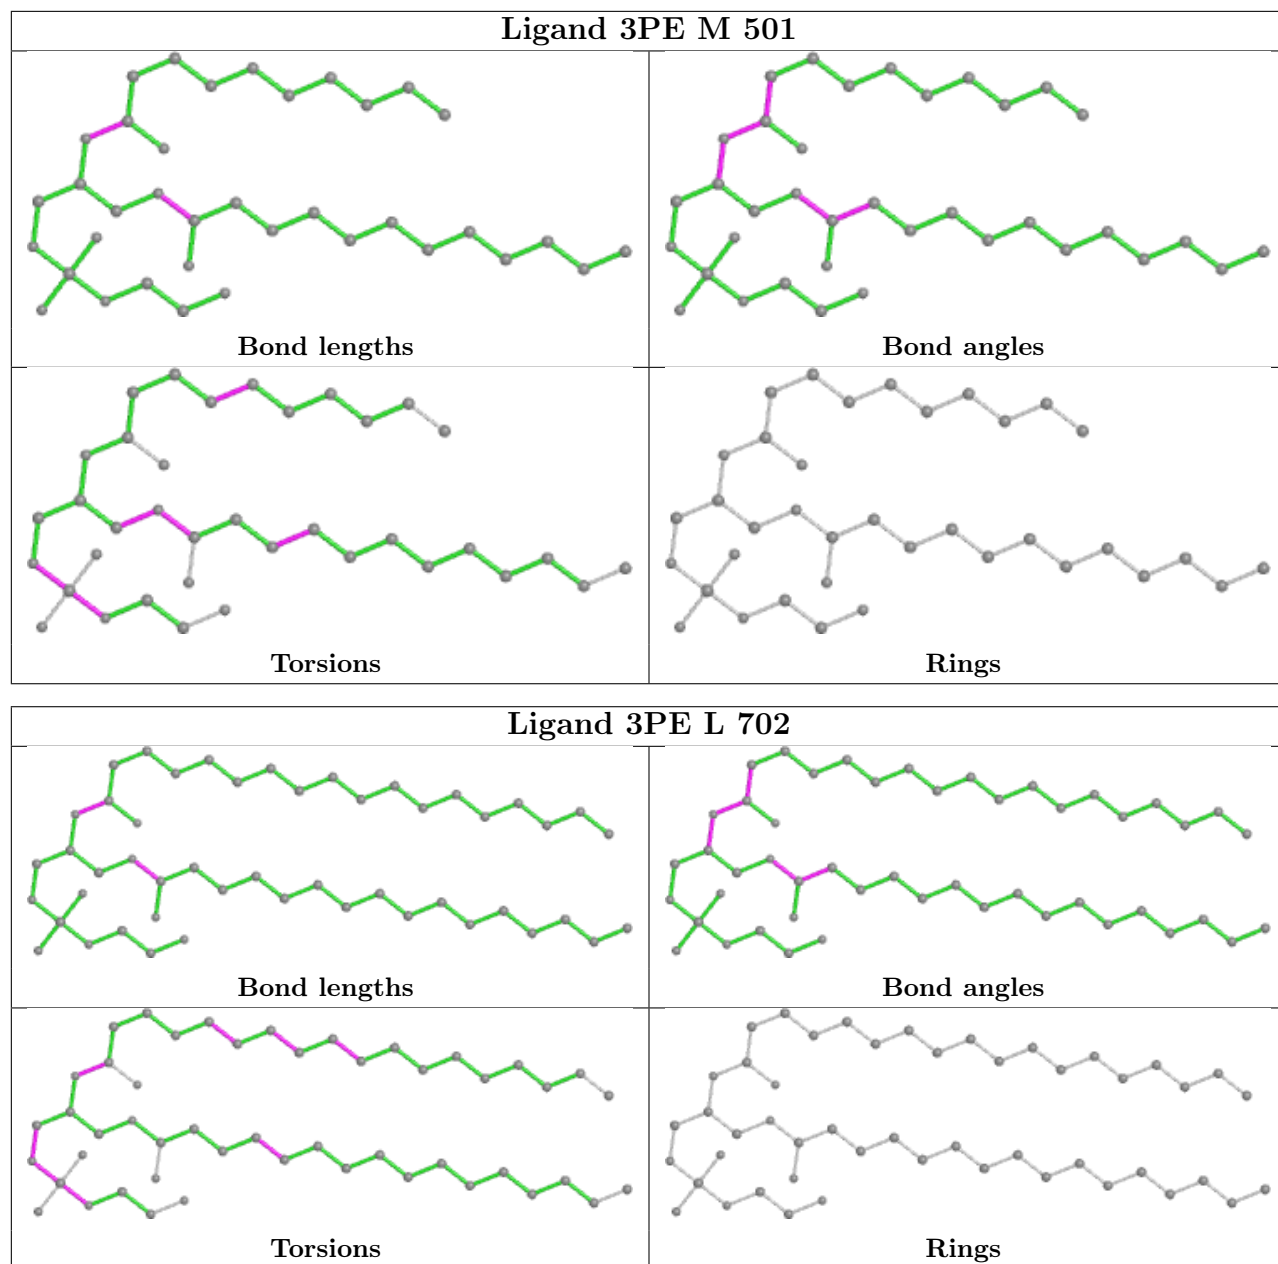 Ligand 3PE M 501
Bond lengths
Bond angles
Torsions
Rings
Ligand 3PE L 702
Bond lengths
Bond angles
Torsions
Rings